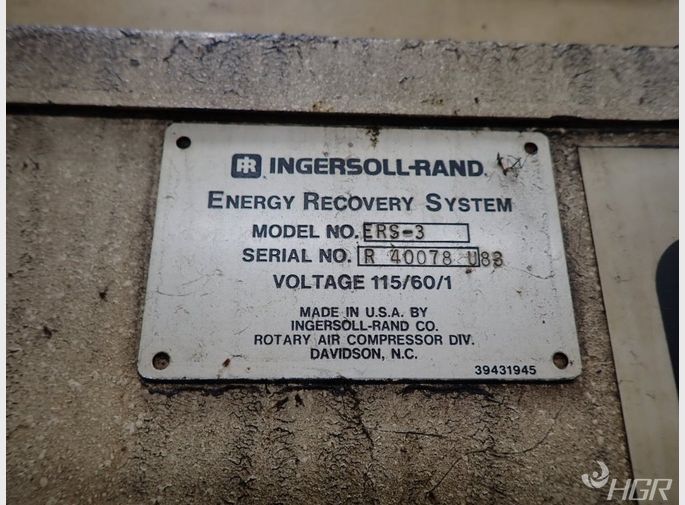 IR INGERSOLL-RAND®
ENERGY RECOVERY SYSTEM
MODEL NO. ERS-3
SERIAL NO. R 40078 U83
VOLTAGE 115/60/1
MADE IN U.S.A. BY
INGERSOLL-RAND CO.
ROTARY AIR COMPRESSOR DIV.
DAVIDSON, N.C.
39431945
HGR